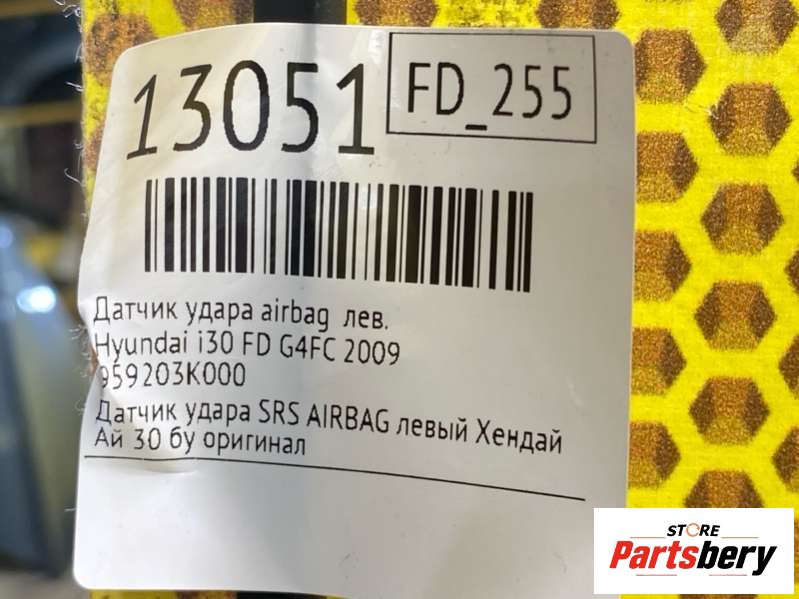 13051
FD_255
Датчик удара airbag лев.
Hyundai i30 FD G4FC 2009
959203K000
Датчик удара SRS AIRBAG левый Хендай
Ай 30 бу оригинал
STORE
Partsbery